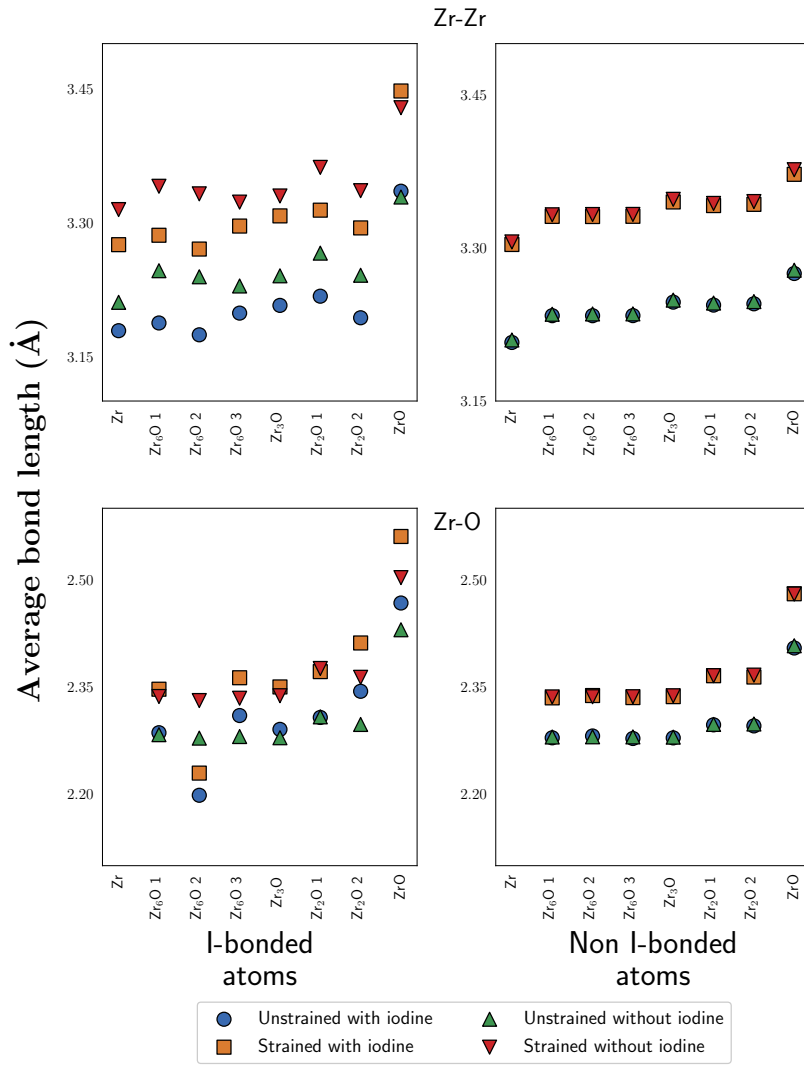 Zr-Zr
3.45
3.30
3.15
Zr
Zr₆O 1
Zr₆O 2
Zr₆O 3
Zr₃O
Zr₂O 1
Zr₂O 2
ZrO
3.45
3.30
3.15
Zr
Zr₆O 1
Zr₆O 2
Zr₆O 3
Zr₃O
Zr₂O 1
Zr₂O 2
ZrO
Average bond length (Å)
Zr-O
2.50
2.35
2.20
Zr
Zr₆O 1
Zr₆O 2
Zr₆O 3
Zr₃O
Zr₂O 1
Zr₂O 2
ZrO
2.50
2.35
2.20
Zr
Zr₆O 1
Zr₆O 2
Zr₆O 3
Zr₃O
Zr₂O 1
Zr₂O 2
ZrO
I-bonded
atoms
Non I-bonded
atoms
Unstrained with iodine
Strained with iodine
Unstrained without iodine
Strained without iodine